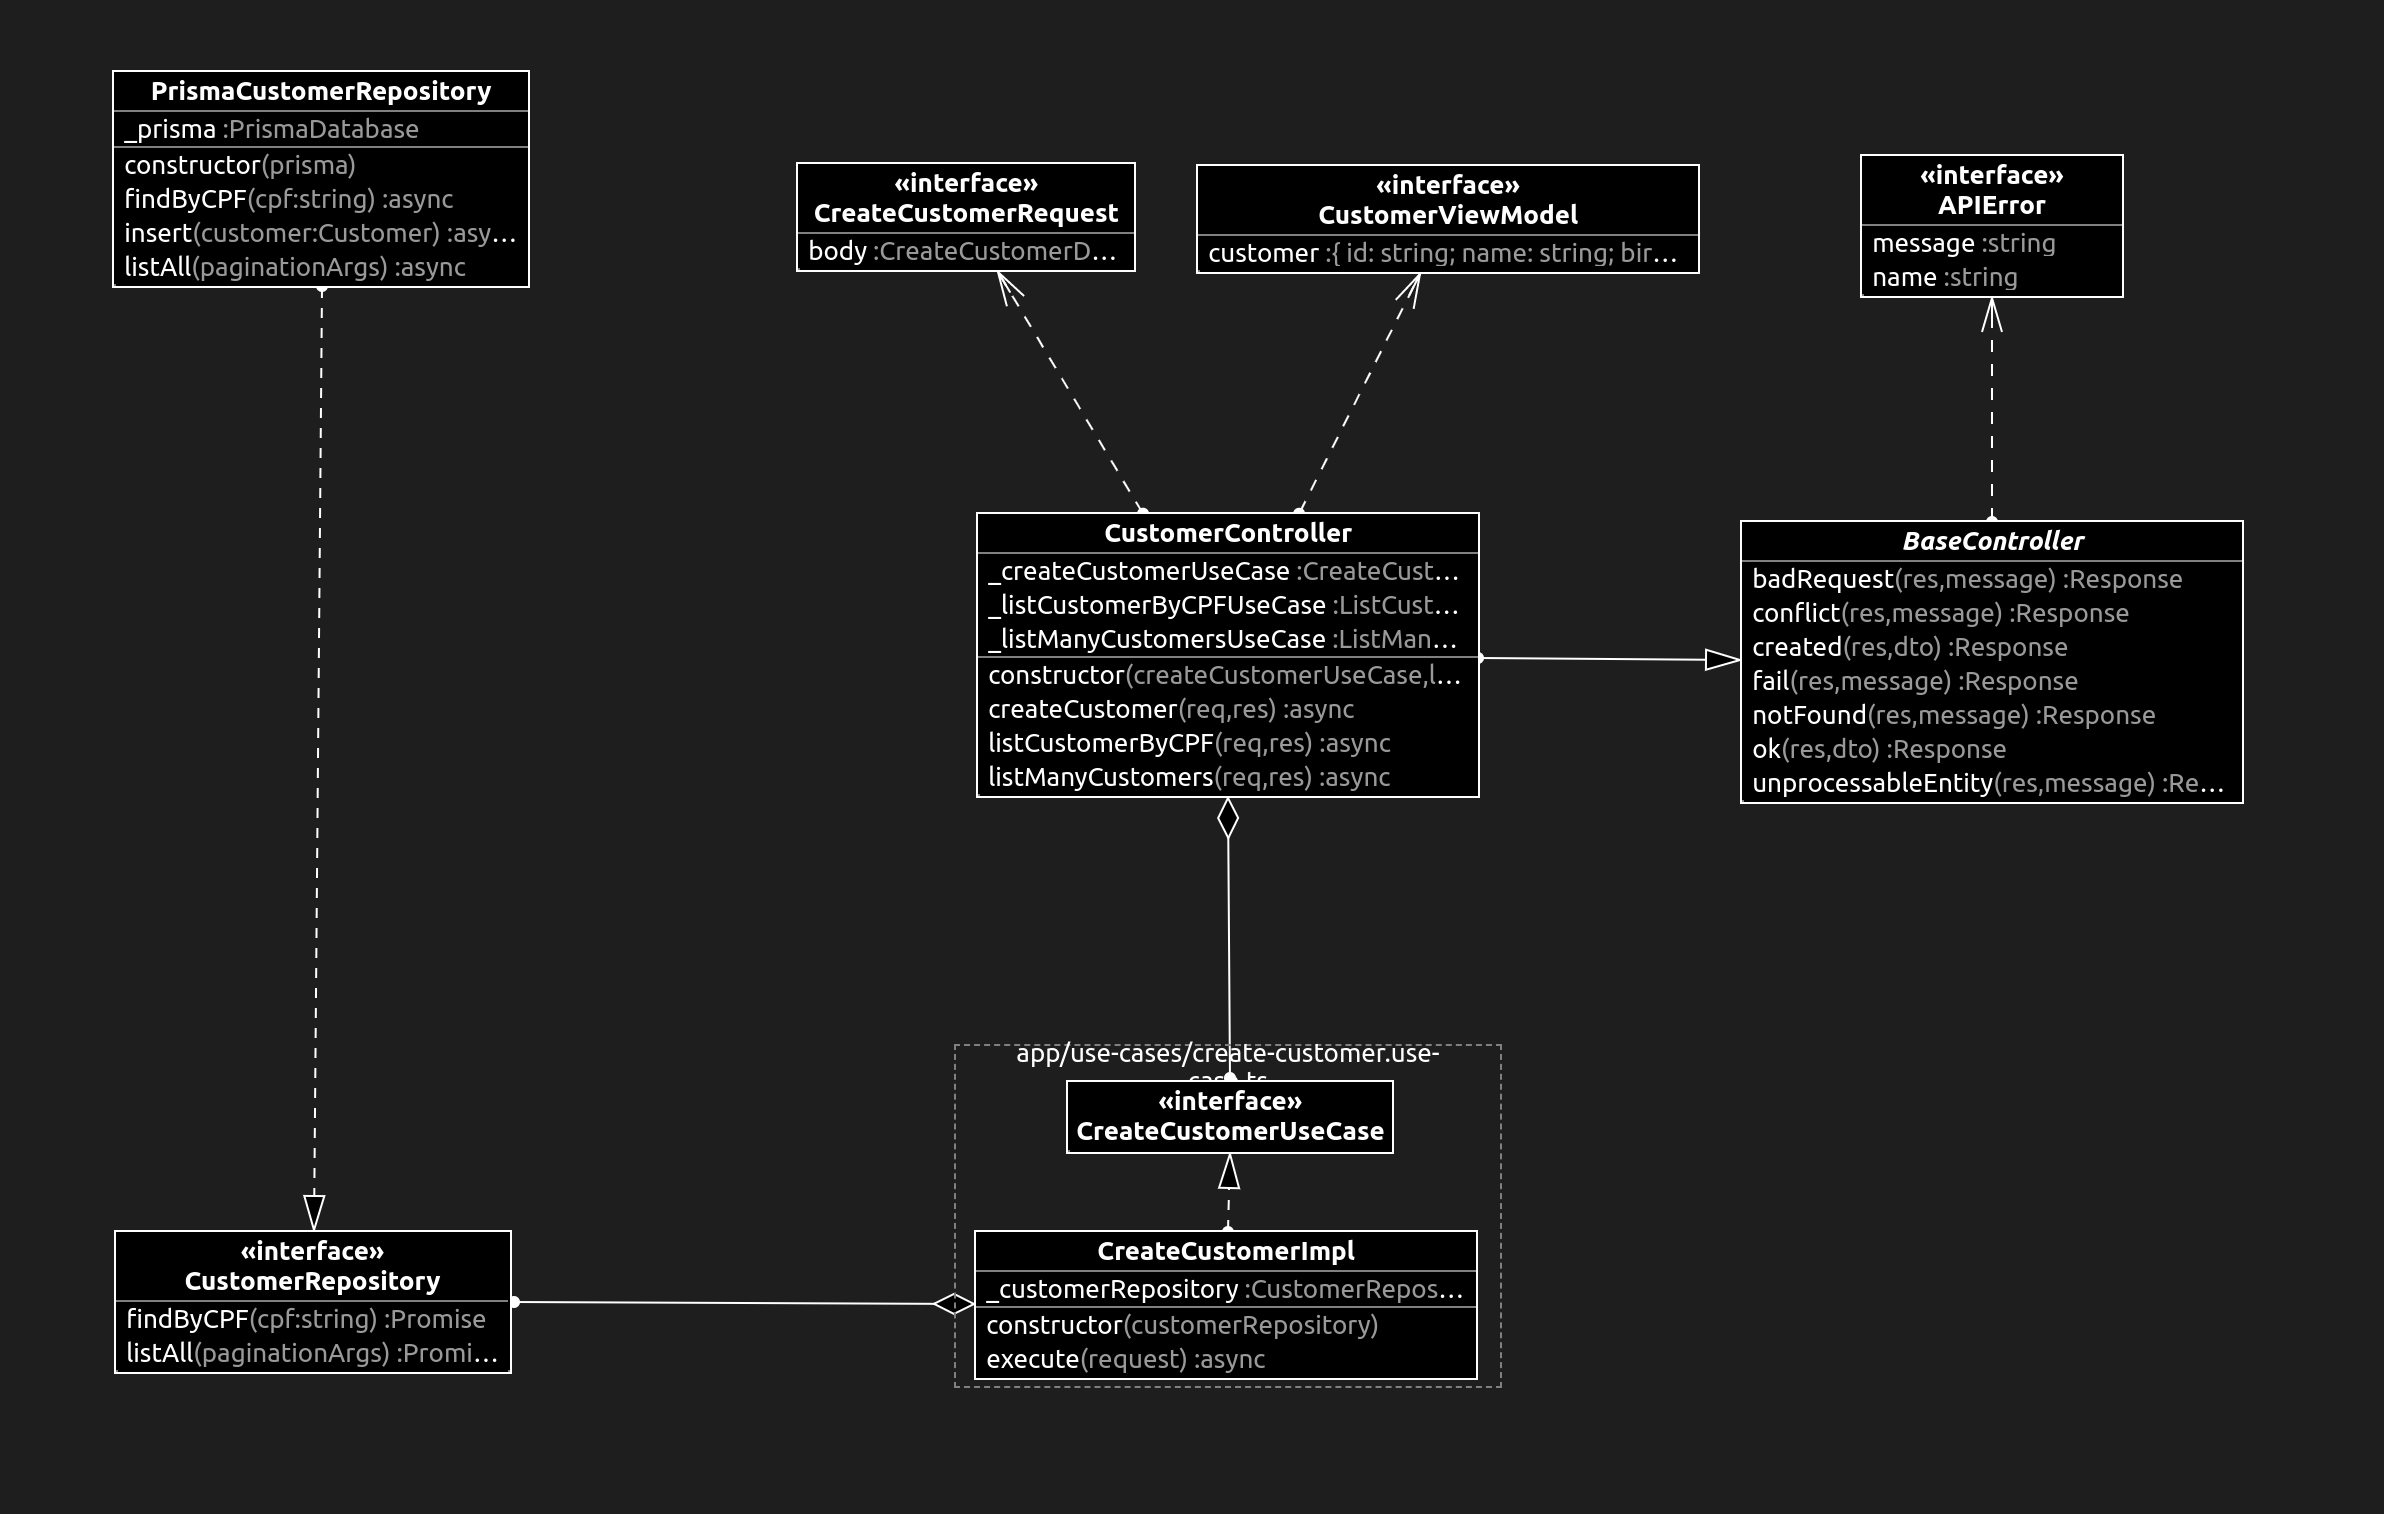 PrismaCustomerRepository
_prisma :PrismaDatabase
constructor(prisma)
findByCPF(cpf:string) :async
insert(customer:Customer) :asy...
listAll(paginationArgs) :async
«interface»
CreateCustomerRequest
body :CreateCustomerD...
«interface»
CustomerViewModel
customer :{ id: string; name: string; bir...
«interface»
APIError
message :string
name :string
CustomerController
_createCustomerUseCase :CreateCust...
_listCustomerByCPFUseCase :ListCust...
_listManyCustomersUseCase :ListMan...
constructor(createCustomerUseCase,l...
createCustomer(req,res) :async
listCustomerByCPF(req,res) :async
listManyCustomers(req,res) :async
BaseController
badRequest(res,message) :Response
conflict(res,message) :Response
created(res,dto) :Response
fail(res,message) :Response
notFound(res,message) :Response
ok(res,dto) :Response
unprocessableEntity(res,message) :Re...
app/use-cases/create-customer.use-
«interface»
CreateCustomerUseCase
CreateCustomerImpl
_customerRepository :CustomerRepos...
constructor(customerRepository)
execute(request) :async
«interface»
CustomerRepository
findByCPF(cpf:string) :Promise
listAll(paginationArgs) :Promi...